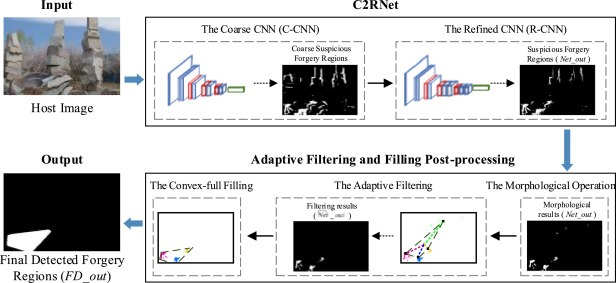 Input
C2RNet
The Coarse CNN (C-CNN)
The Refined CNN (R-CNN)
Coarse Suspicious
Forgery Regions
Suspicious Forgery
Regions (Net_out)
Host Image
Output
Adaptive Filtering and Filling Post-processing
The Convex-full Filling
The Adaptive Filtering
The Morphological Operation
Filtering results
(Net_out)
Morphological
results (Net_out)
Final Detected Forgery
Regions (FD_out)